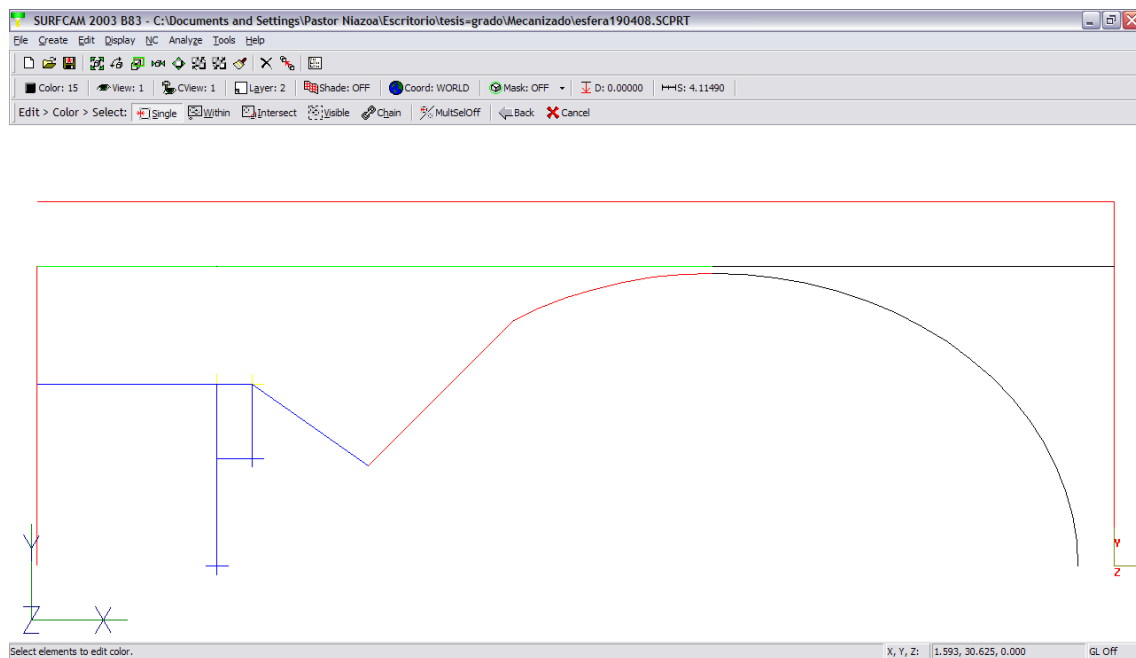 SURFCAM 2003 B83 - C:\Documents and Settings\Pastor Niazoa\Escritorio\tesis=grado\Mecanizado\esfera190408.SCPRT
File Create Edit Display NC Analyze Tools Help
Color: 15 View: 1 CView: 1 Layer: 2 Shade: OFF Coord: WORLD Mask: OFF D: 0.00000 S: 4.11490
Edit > Color > Select: Single Within Intersect Visible Chain MultSelOff Back Cancel
Y
Y
Z
Z X
Select elements to edit color. X, Y, Z: 1.593, 30.625, 0.000 GL Off